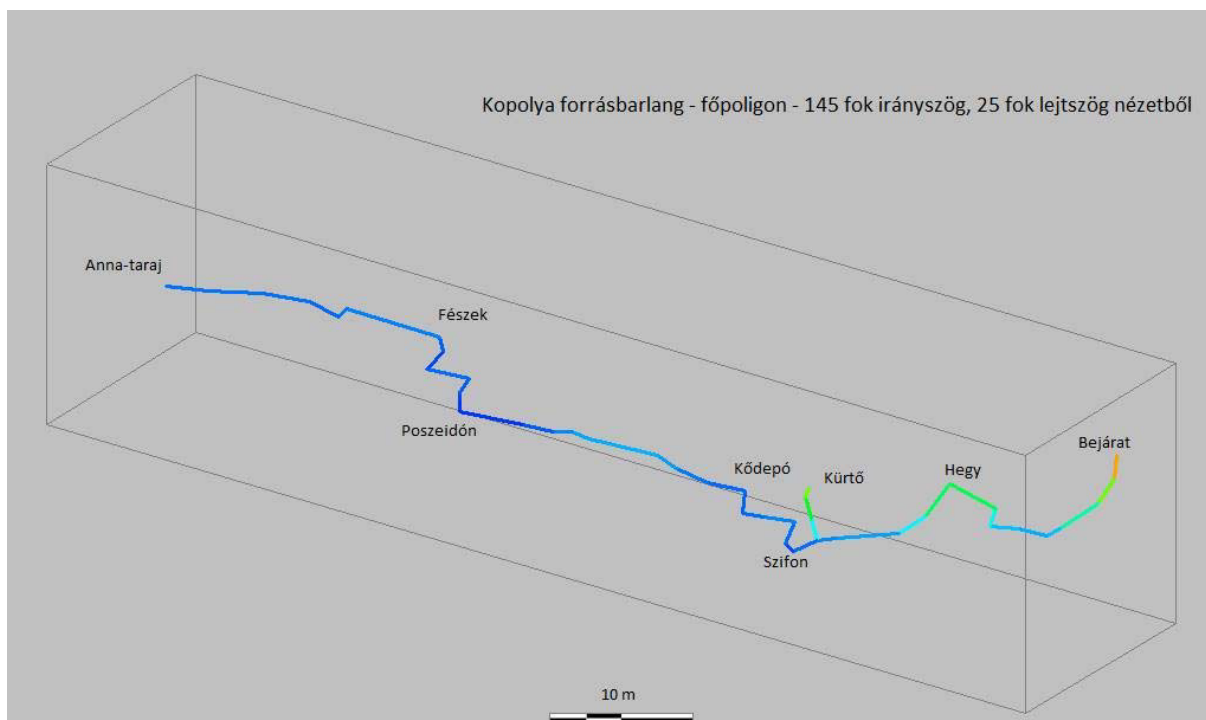 Kopolya forrásbarlang - főpoligon - 145 fok irányszög, 25 fok lejtszög nézetből
Anna-taraj
Fészek
Poszeidón
Kődepó
Kürtő
Hegy
Bejárat
Szifon
10 m